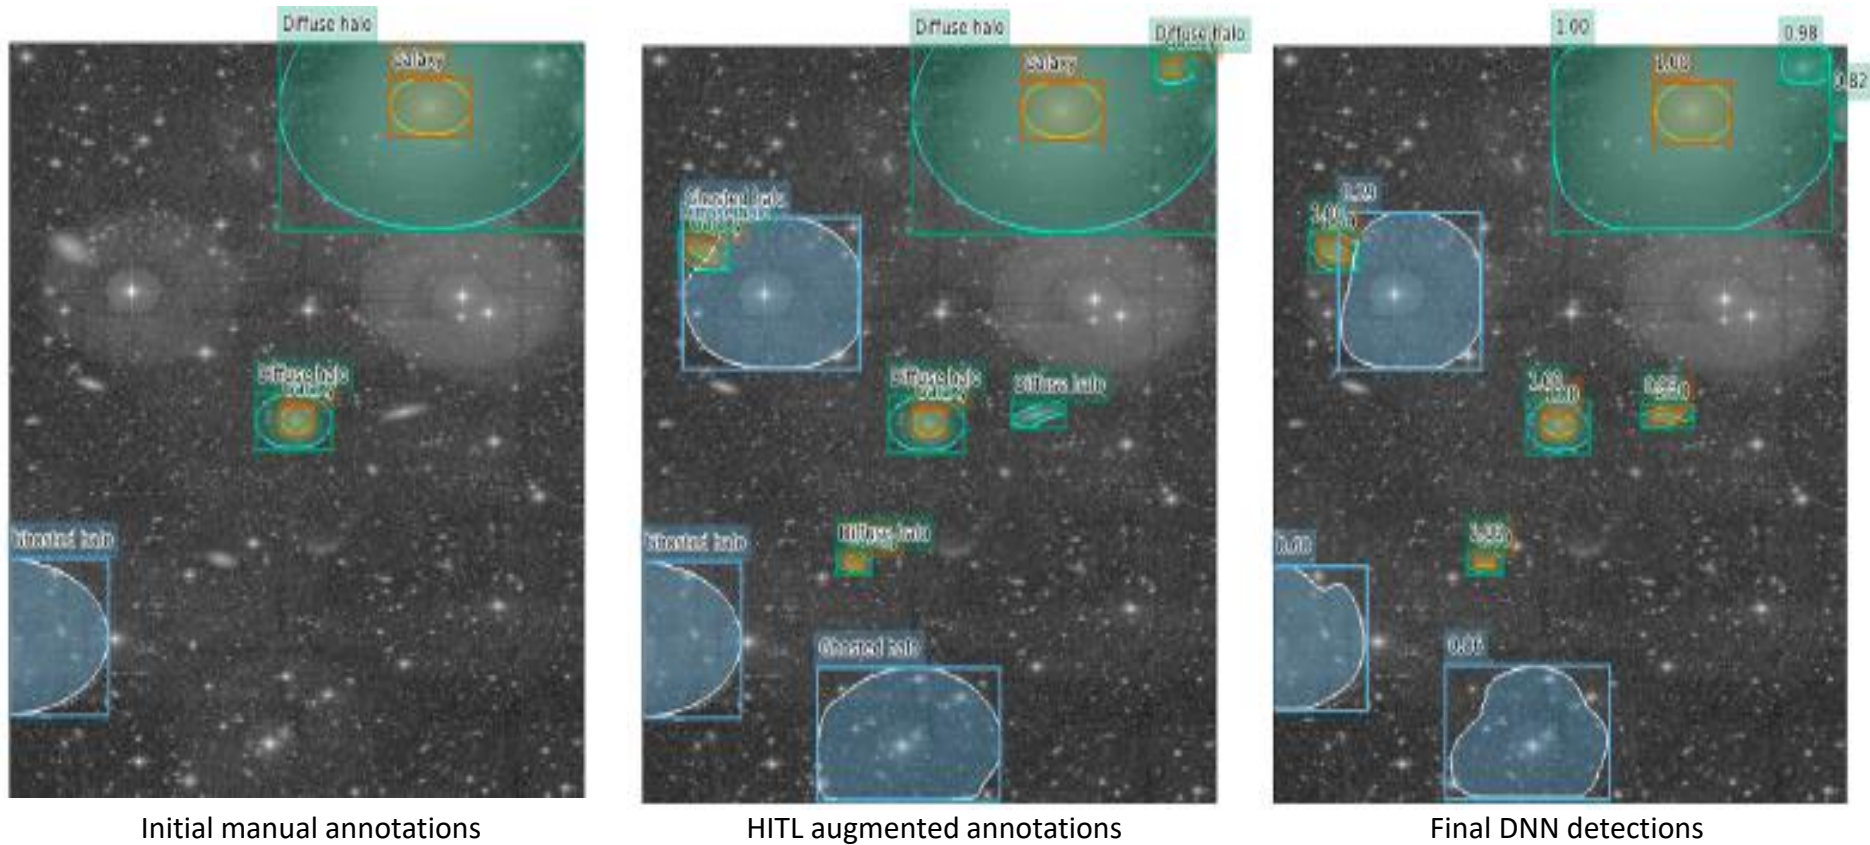 Diffuse halo
Galaxy
Diffuse halo
Ghosted halo
Initial manual annotations
Diffuse halo
Diffuse halo
Galaxy
Ghosted halo
Diffuse halo
Diffuse halo
Diffuse halo
Ghosted halo
Ghosted halo
HITL augmented annotations
1.00
0.98
1.00
0.82
1.00
0.60
0.86
Final DNN detections